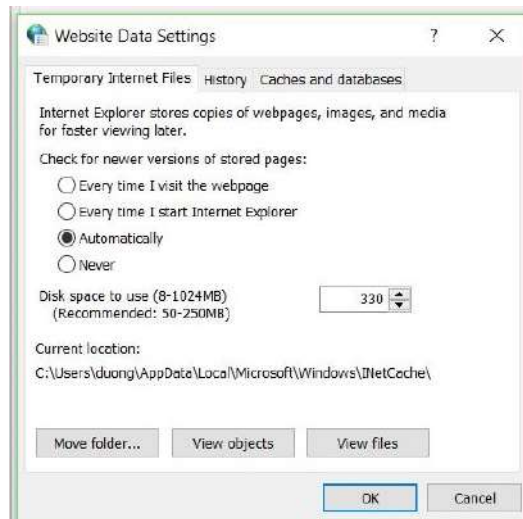 Website Data Settings ?
Temporary Internet Files History Caches and databases
Internet Explorer stores copies of webpages, images, and media
for faster viewing later.
Check for newer versions of stored pages:
Every time I visit the webpage
Every time I start Internet Explorer
Automatically
Never
Disk space to use (8-1024MB)
(Recommended: 50-250MB)
330
Current location:
C:\Users\duong\AppData\Local\Microsoft\Windows\INetCache\
Move folder... View objects View files
OK Cancel